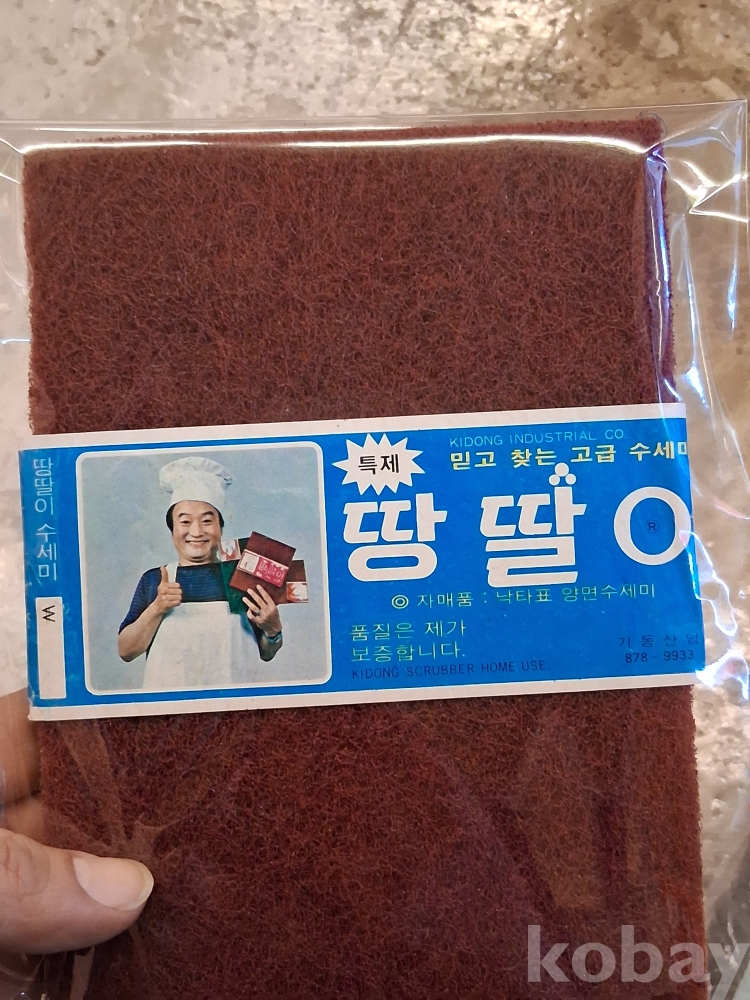 땅딸이 수세미
₩
특제
KIDONG INDUSTRIAL CO.
믿고 찾는 고급 수세미
땅딸O
®
◎ 자매품 : 낙타표 양면수세미
품질은 제가
보증합니다.
KIDONG SCRUBBER HOME USE.
기동산업
878-9933
kobay